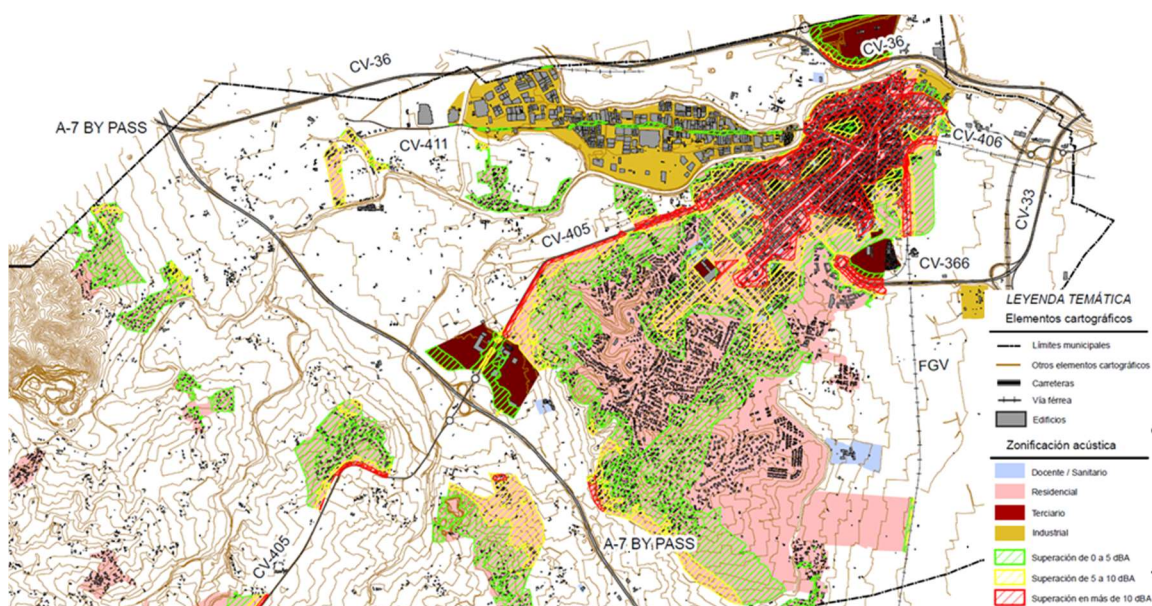 CV-36
CV-36
A-7 BY PASS
CV-411
CV-406
CV-33
CV-405
CV-366
FGV
CV-405
A-7 BY PASS
LEYENDA TEMÁTICA
Elementos cartográficos
Límites municipales
Otros elementos cartográficos
Carreteras
Vía férrea
Edificios
Zonificación acústica
Docente / Sanitario
Residencial
Terciario
Industrial
Superación de 0 a 5 dBA
Superación de 5 a 10 dBA
Superación en más de 10 dBA